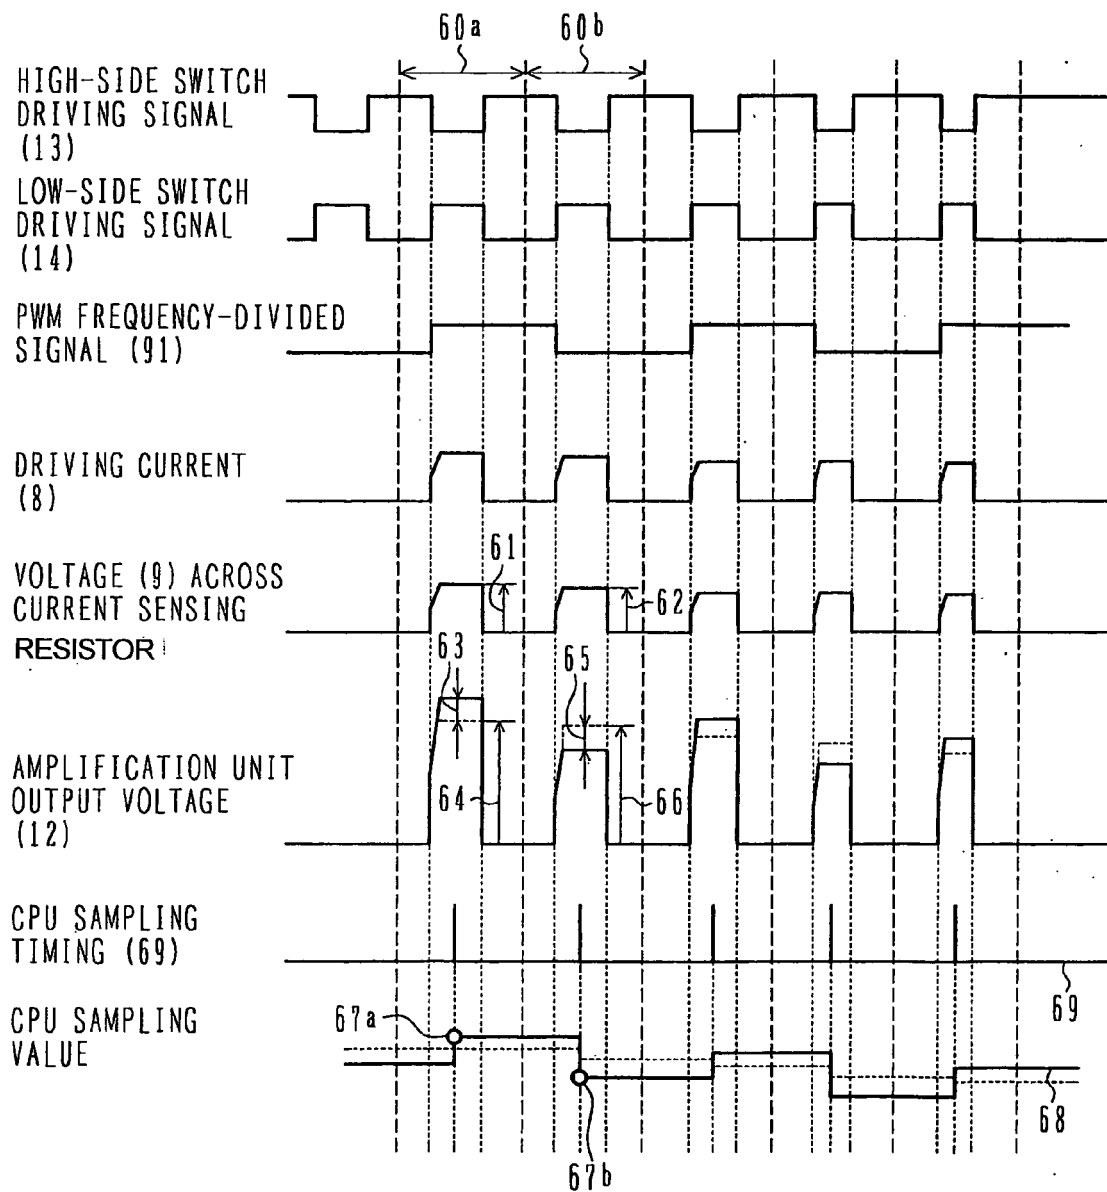 60a
60b
HIGH-SIDE SWITCH
DRIVING SIGNAL
(13)
LOW-SIDE SWITCH
DRIVING SIGNAL
(14)
PWM FREQUENCY-DIVIDED
SIGNAL (91)
DRIVING CURRENT
(8)
61
VOLTAGE (9) ACROSS
CURRENT SENSING
RESISTOR
62
63
65
AMPLIFICATION UNIT
OUTPUT VOLTAGE
(12)
64
66
CPU SAMPLING
TIMING (69)
69
CPU SAMPLING
VALUE
67a
68
67b